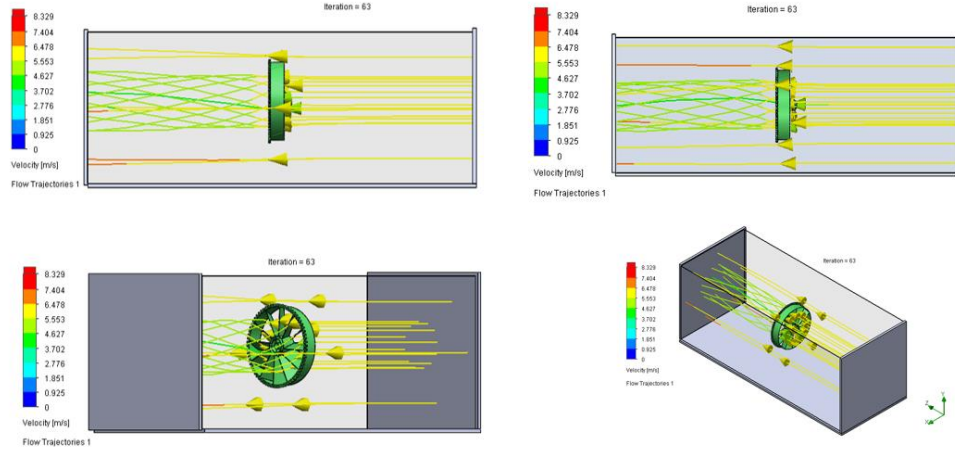 Iteration = 63
8.329
7.404
6.478
5.553
4.627
3.702
2.776
1.851
0.925
0
Velocity [m/s]
Flow Trajectories 1
Iteration = 63
8.329
7.404
6.478
5.553
4.627
3.702
2.776
1.851
0.925
0
Velocity [m/s]
Flow Trajectories 1
Iteration = 63
8.329
7.404
6.478
5.553
4.627
3.702
2.776
1.851
0.925
0
Velocity [m/s]
Flow Trajectories 1
Iteration = 63
8.329
7.404
6.478
5.553
4.627
3.702
2.776
1.851
0.925
0
Velocity [m/s]
Flow Trajectories 1
Y
Z
X